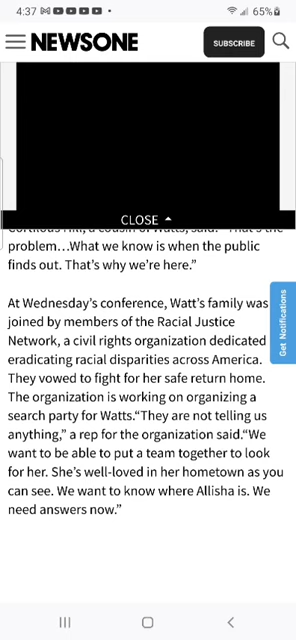 4:37
65%
NEWSONE
SUBSCRIBE
CLOSE
problem…What we know is when the public
finds out. That’s why we’re here.”
At Wednesday’s conference, Watt’s family was
joined by members of the Racial Justice
Network, a civil rights organization dedicated
eradicating racial disparities across America.
They vowed to fight for her safe return home.
The organization is working on organizing a
search party for Watts.“They are not telling us
anything,” a rep for the organization said.“We
want to be able to put a team together to look
for her. She’s well-loved in her hometown as you
can see. We want to know where Allisha is. We
need answers now.”
Get Notifications